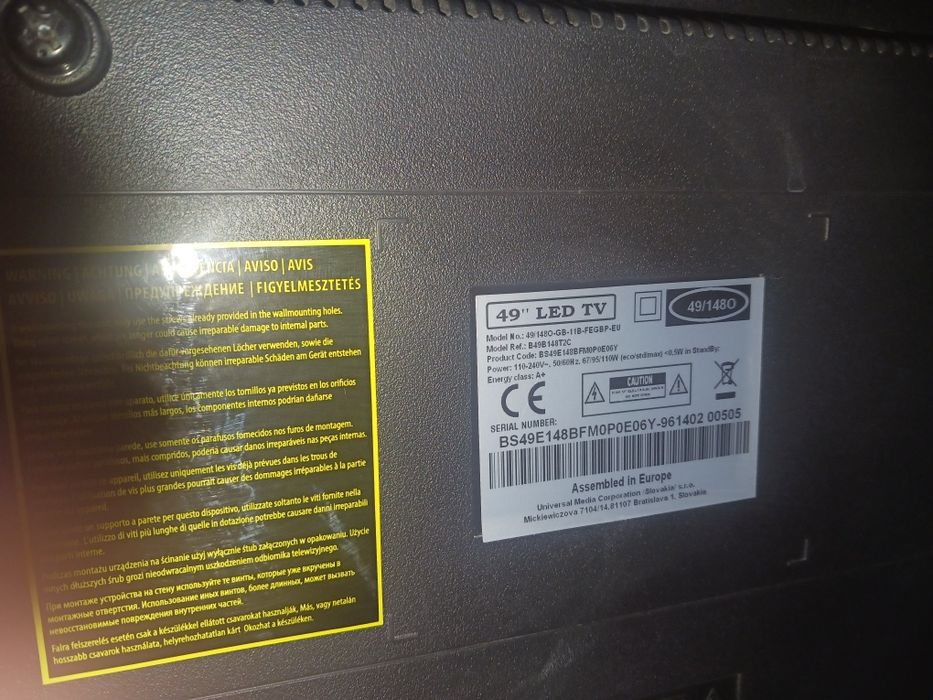 WARNING | ACHTUNG | | AVISO | AVIS
| ПРЕДУПРЕЖДЕНИЕ | FIGYELMESZTETÉS
use the already provided in the wallmounting holes.
could cause irreparable damage to internal parts.
die dafür vorgesehenen Löcher verwenden, sowie die
Nichtbeachtung können irreparable Schäden am Gerät entstehen
utilice únicamente los tornillos ya previstos en los orificios
más largos, los componentes internos podrían dañarse
use somente os parafusos fornecidos nos furos de montagem.
mais compridos, poderia causar danos irreparáveis nas peças internas.
appareil, utilisez uniquement les vis déjà prévues dans les trous de
de vis plus grandes pourrait causer des dommages irréparables à la partie
appareil.
un supporto a parete per questo dispositivo, utilizzate soltanto le viti fornite nella
L'utilizzo di viti più lunghe di quelle in dotazione potrebbe causare danni irreparabili
interne.
Podczas montażu urządzenia na ścinanie użyj wyłącznie śtub załączonych w opakowaniu. Użycie
innych dłuższych śrub grozi nieodwracalnym uszkodzeniem odbiornika telewizyjnego.
При монтаже устройства на стену используйте те винты, которые уже вкручены в
монтажные отверстия. Использование иных винтов, более длинных, может вызвать
невосстановимые повреждения внутренних частей.
Falra felszerelés esetén csak a készülékkel ellátott csavarokat használják, Más, vagy netalán
hosszabb csavarok használata, helyrehozhatatlan kárt Okozhat a készüléken.
49" LED TV
49/148O
Model No.: 49/148O-GB-11B-FEGBP-EU
Model Ref.: B49B148T2C
Product Code: BS49E148BFM0P0E06Y
Power: 110-240V~, 50/60Hz, 67/95/110W (eco/std/max) <0.5W in StandBy:
Energy class: A+
CE
CAUTION
SERIAL NUMBER:
BS49E148BFM0P0E06Y-961402 00505
Assembled in Europe
Universal Media Corporation /Slovakia/ s.r.o.
Mickiewiczova 7104/14,81107 Bratislava 1, Slovakia